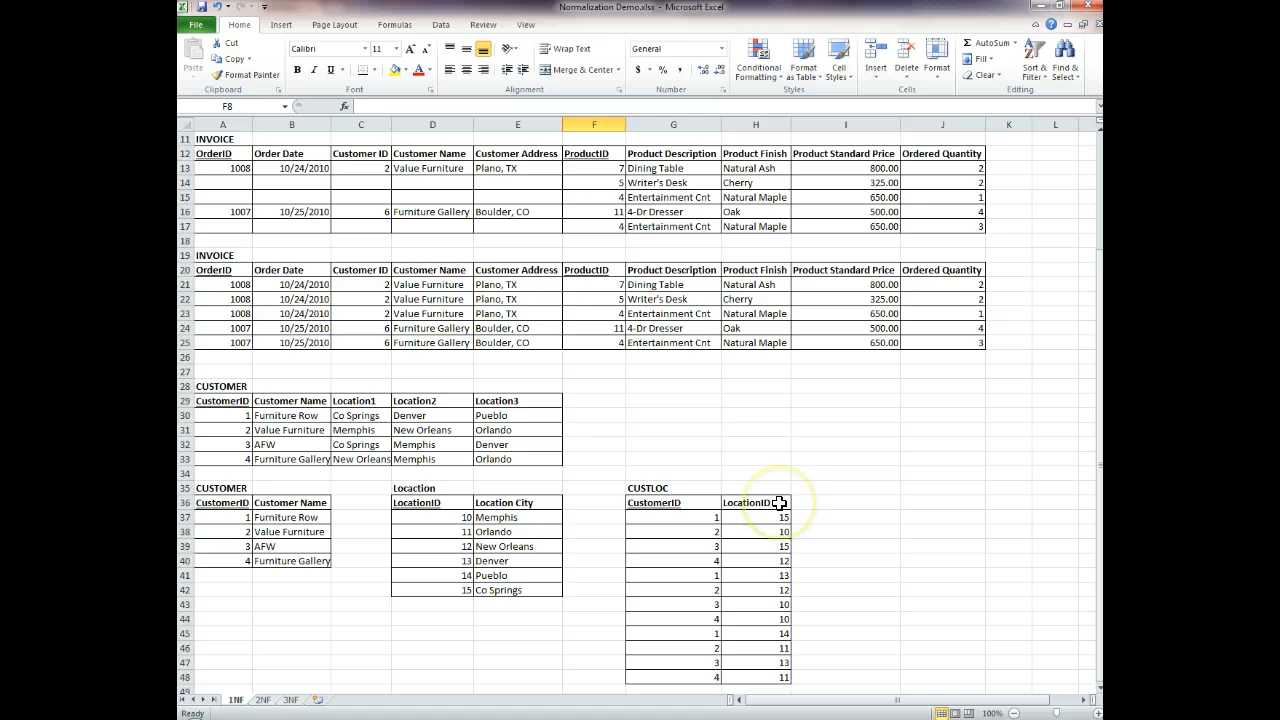 Normalization Demo.xlsx - Microsoft Excel
File Home Insert Page Layout Formulas Data Review View
Paste Cut Copy Format Painter
Calibri 11 A A B I U A
Wrap Text Merge & Center
General $ % ,
Conditional Formatting Format as Table Cell Styles
Insert Delete Format
Σ AutoSum Fill Clear Sort & Filter Find & Select
Clipboard Font Alignment Number Styles Cells Editing
F8 fx
A B C D E F G H I J K L
11 INVOICE
12 OrderID Order Date Customer ID Customer Name Customer Address ProductID Product Description Product Finish Product Standard Price Ordered Quantity
13 1008 10/24/2010 2 Value Furniture Plano, TX 7 Dining Table Natural Ash 800.00 2
14 5 Writer's Desk Cherry 325.00 2
15 4 Entertainment Cnt Natural Maple 650.00 1
16 1007 10/25/2010 6 Furniture Gallery Boulder, CO 11 4-Dr Dresser Oak 500.00 4
17 4 Entertainment Cnt Natural Maple 650.00 3
18
19 INVOICE
20 OrderID Order Date Customer ID Customer Name Customer Address ProductID Product Description Product Finish Product Standard Price Ordered Quantity
21 1008 10/24/2010 2 Value Furniture Plano, TX 7 Dining Table Natural Ash 800.00 2
22 1008 10/24/2010 2 Value Furniture Plano, TX 5 Writer's Desk Cherry 325.00 2
23 1008 10/24/2010 2 Value Furniture Plano, TX 4 Entertainment Cnt Natural Maple 650.00 1
24 1007 10/25/2010 6 Furniture Gallery Boulder, CO 11 4-Dr Dresser Oak 500.00 4
25 1007 10/25/2010 6 Furniture Gallery Boulder, CO 4 Entertainment Cnt Natural Maple 650.00 3
26
27
28 CUSTOMER
29 CustomerID Customer Name Location1 Location2 Location3
30 1 Furniture Row Co Springs Denver Pueblo
31 2 Value Furniture Memphis New Orleans Orlando
32 3 AFW Co Springs Memphis Denver
33 4 Furniture Gallery New Orleans Memphis Orlando
34
35 CUSTOMER Locaction CUSTLOC
36 CustomerID Customer Name LocationID Location City CustomerID LocationID
37 1 Furniture Row 10 Memphis 1 15
38 2 Value Furniture 11 Orlando 2 10
39 3 AFW 12 New Orleans 3 15
40 4 Furniture Gallery 13 Denver 4 12
41 14 Pueblo 1 13
42 15 Co Springs 2 12
43 3 10
44 4 10
45 1 14
46 2 11
47 3 13
48 4 11
49
1NF 2NF 3NF
Ready 100%